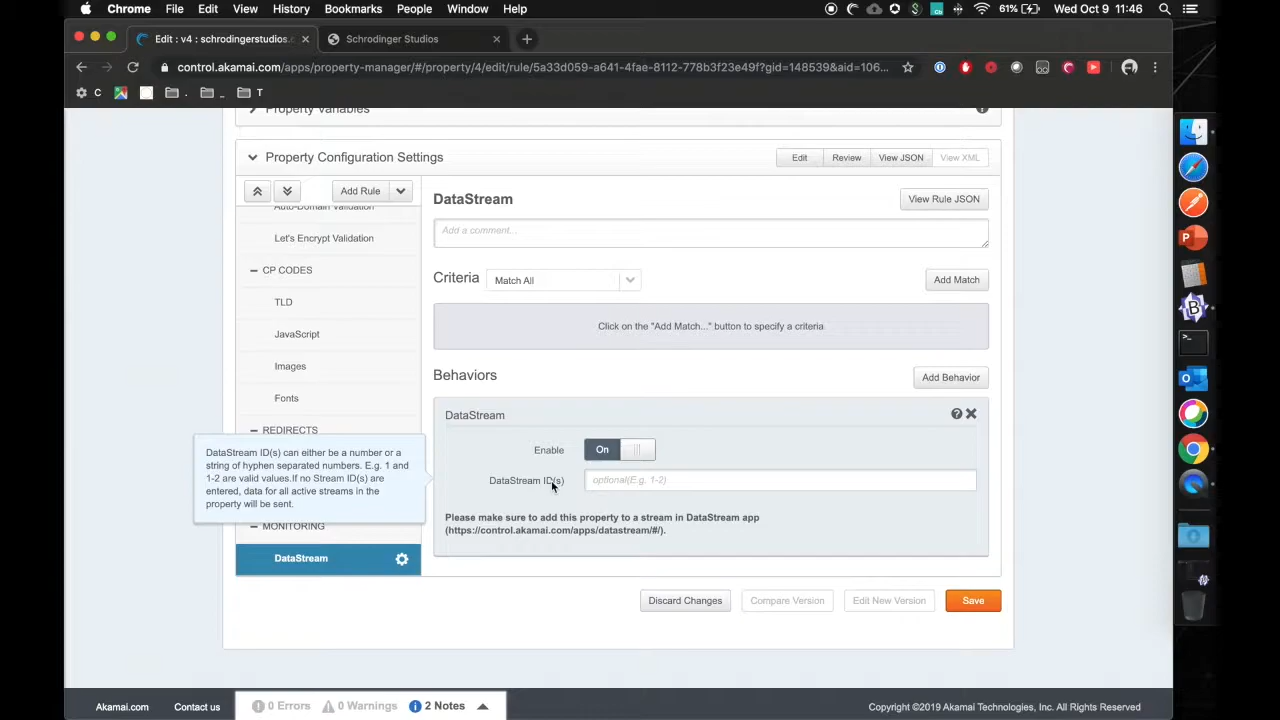 Chrome File Edit View History Bookmarks People Window Help 61% Wed Oct 9 11:46
Edit : v4 : schrodingerstudios.c Schrodinger Studios
control.akamai.com/apps/property-manager/#/property/4/edit/rule/5a33d059-a641-4fae-8112-778b3f23e49f?gid=148539&aid=106...
C . _ T
Property Variables
Property Configuration Settings Edit Review View JSON View XML
Add Rule
DataStream View Rule JSON
Auto-Domain Validation
Add a comment...
Let's Encrypt Validation
CP CODES
Criteria Match All Add Match
TLD
Click on the "Add Match..." button to specify a criteria
JavaScript
Images
Behaviors Add Behavior
Fonts
DataStream
REDIRECTS
Enable On
DataStream ID(s) can either be a number or a
string of hyphen separated numbers. E.g. 1 and
1-2 are valid values.If no Stream ID(s) are
entered, data for all active streams in the
property will be sent.
DataStream ID(s) optional(E.g. 1-2)
Please make sure to add this property to a stream in DataStream app
(https://control.akamai.com/apps/datastream/#/).
MONITORING
DataStream
Discard Changes Compare Version Edit New Version Save
Akamai.com Contact us 0 Errors 0 Warnings 2 Notes Copyright ©2019 Akamai Technologies, Inc. All Rights Reserved